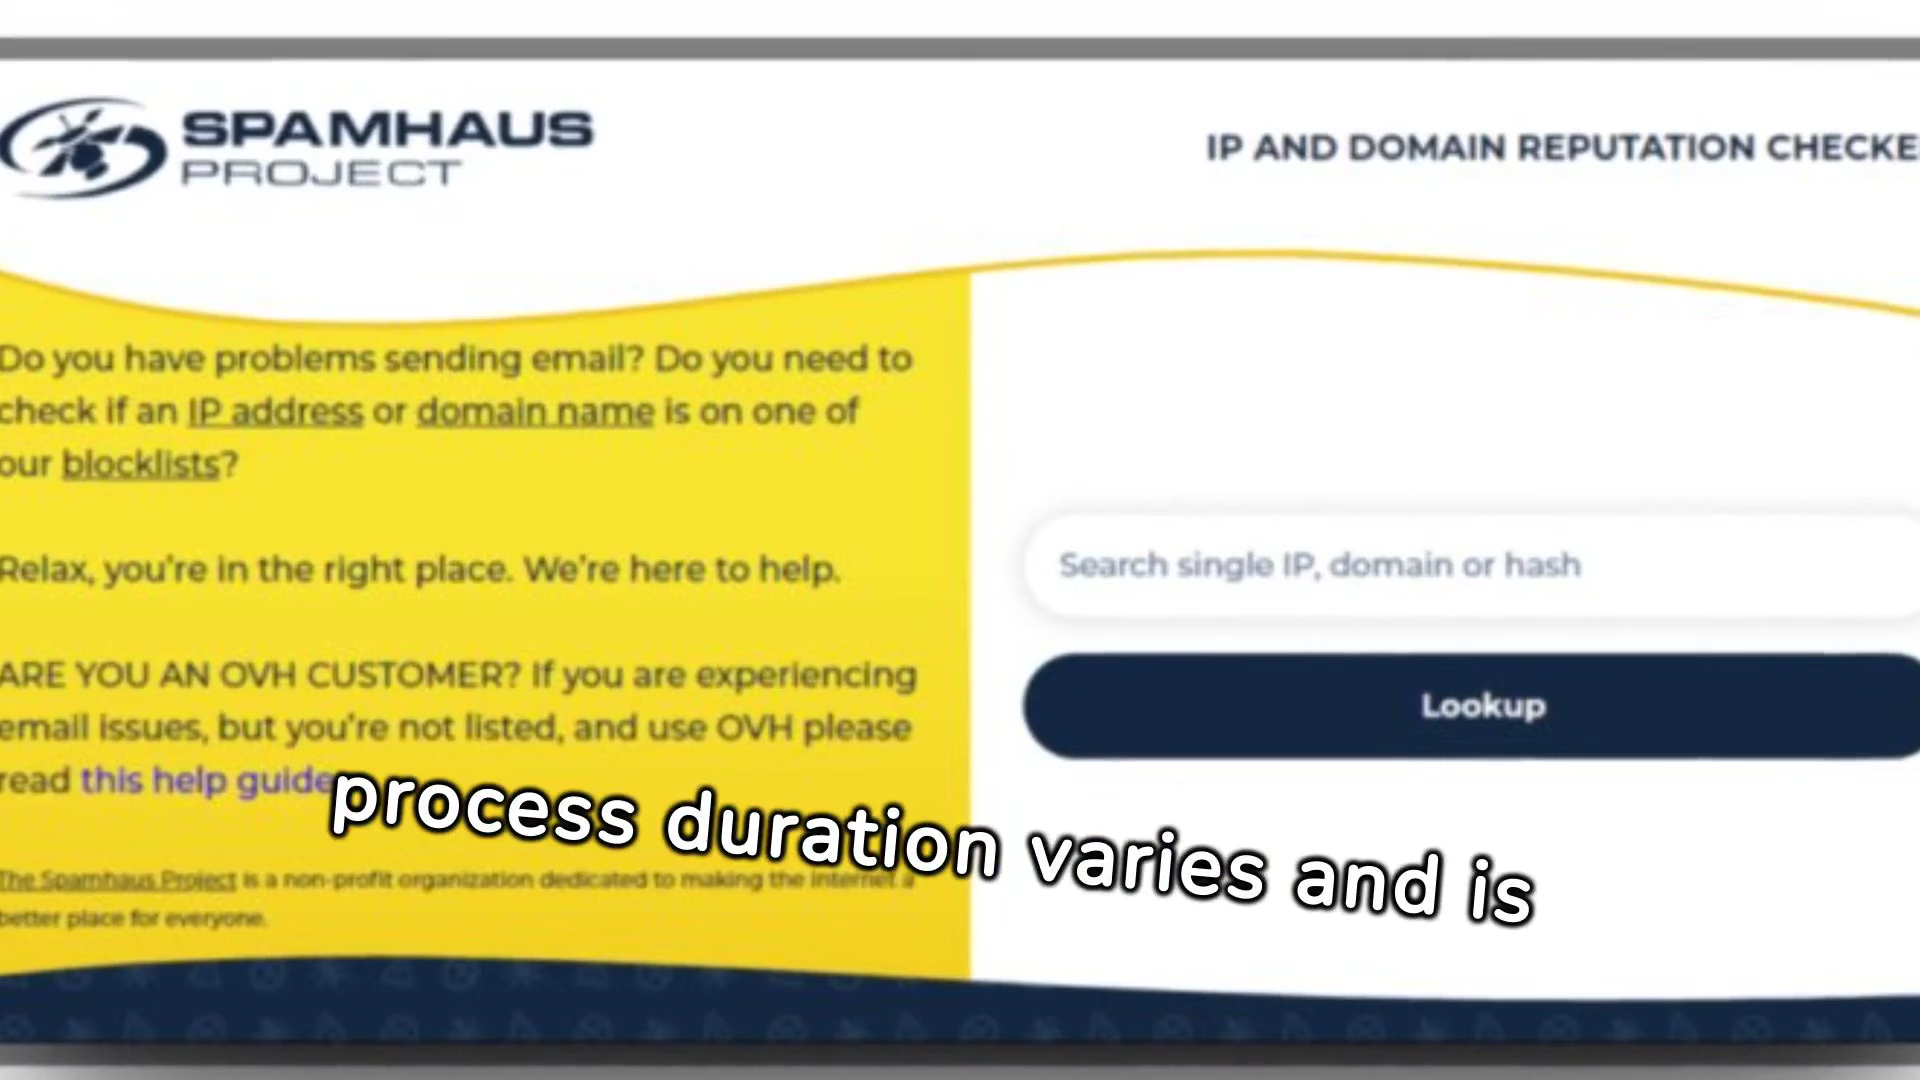 SPAMHAUS
PROJECT
IP AND DOMAIN REPUTATION CHECKE
Do you have problems sending email? Do you need to
check if an IP address or domain name is on one of
our blocklists?
Relax, you're in the right place. We're here to help.
ARE YOU AN OVH CUSTOMER? If you are experiencing
email issues, but you're not listed, and use OVH please
read this help guide
The Spamhaus Project is a non-profit organization dedicated to making the internet a
better place for everyone.
Search single IP, domain or hash
Lookup
process duration varies and is